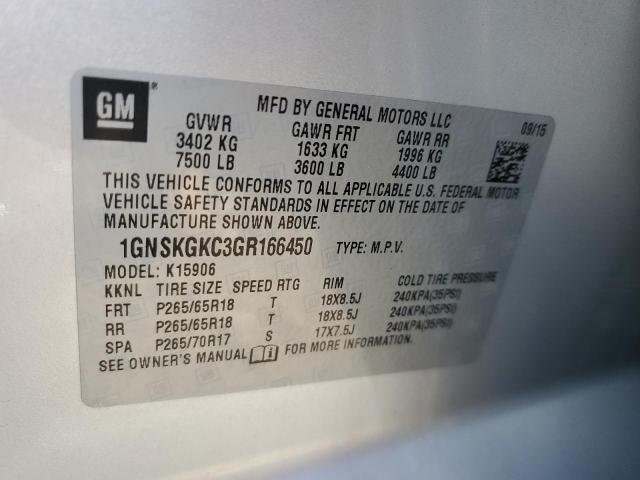 GM ®
MFD BY GENERAL MOTORS LLC 09/15
GVWR GAWR FRT GAWR RR
3402 KG 1633 KG 1996 KG
7500 LB 3600 LB 4400 LB
THIS VEHICLE CONFORMS TO ALL APPLICABLE U.S. FEDERAL MOTOR
VEHICLE SAFETY STANDARDS IN EFFECT ON THE DATE OF
MANUFACTURE SHOWN ABOVE.
1GNSKGKC3GR166450 TYPE: M.P.V.
MODEL: K15906
KKNL TIRE SIZE SPEED RTG RIM COLD TIRE PRESSURE
FRT P265/65R18 T 18X8.5J 240KPA(35PSI)
RR P265/65R18 T 18X8.5J 240KPA(35PSI)
SPA P265/70R17 S 17X7.5J 240KPA(35PSI)
SEE OWNER'S MANUAL FOR MORE INFORMATION.